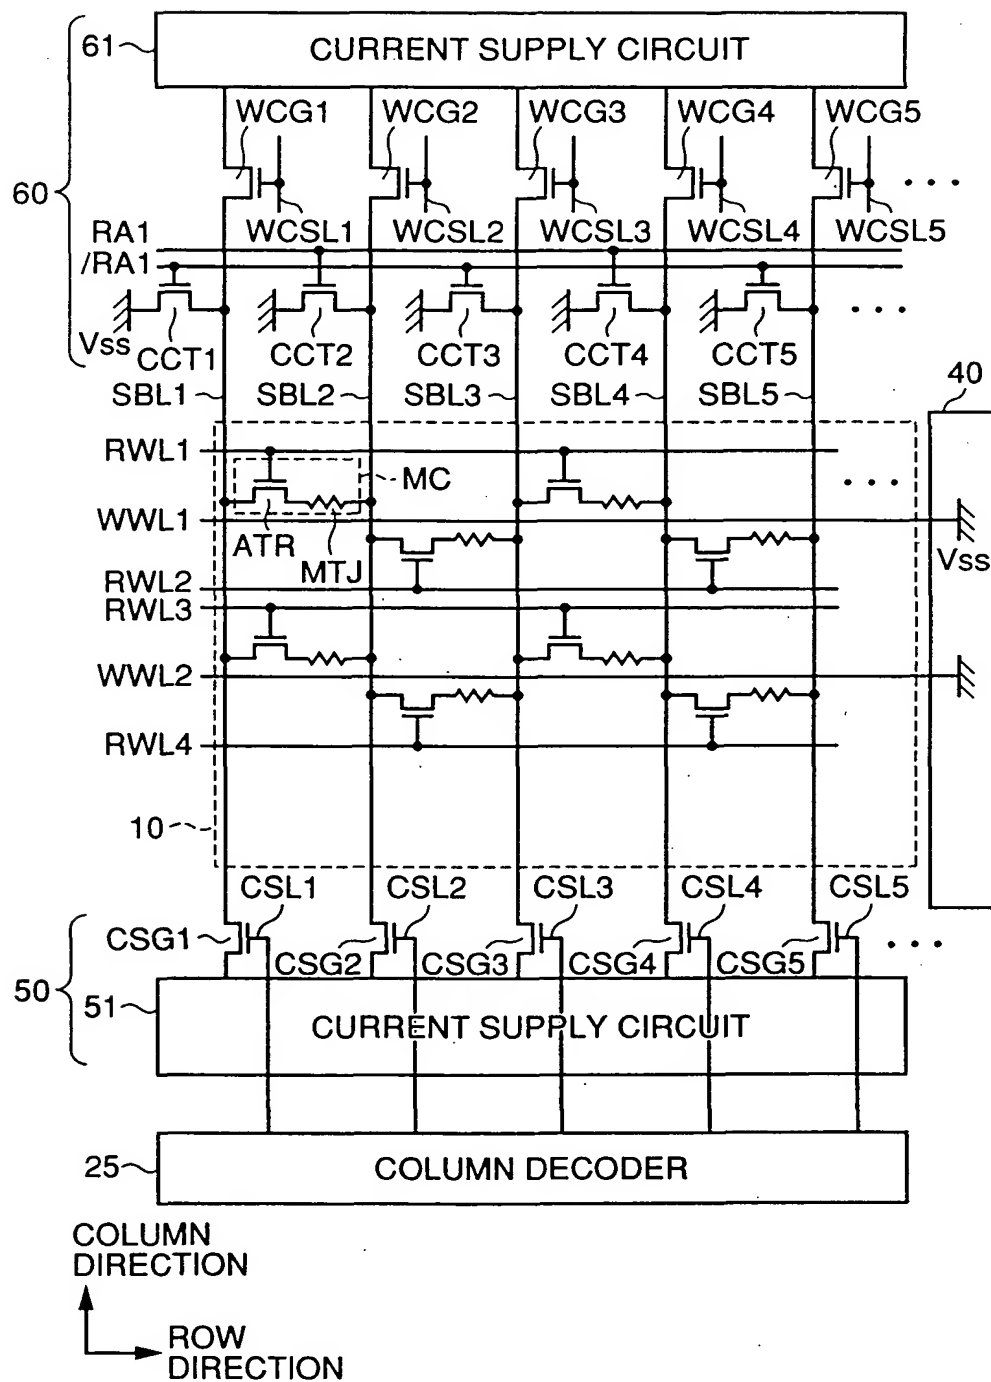 61
CURRENT SUPPLY CIRCUIT
WCG1 WCG2 WCG3 WCG4 WCG5
60
WCSL1 WCSL2 WCSL3 WCSL4 WCSL5
RA1
/RA1
Vss
CCT1 CCT2 CCT3 CCT4 CCT5
SBL1 SBL2 SBL3 SBL4 SBL5
40
RWL1
MC
WWL1
ATR
MTJ
Vss
RWL2
RWL3
WWL2
RWL4
10
CSL1 CSL2 CSL3 CSL4 CSL5
CSG1 CSG2 CSG3 CSG4 CSG5
50
51
CURRENT SUPPLY CIRCUIT
25
COLUMN DECODER
COLUMN
DIRECTION
ROW
DIRECTION